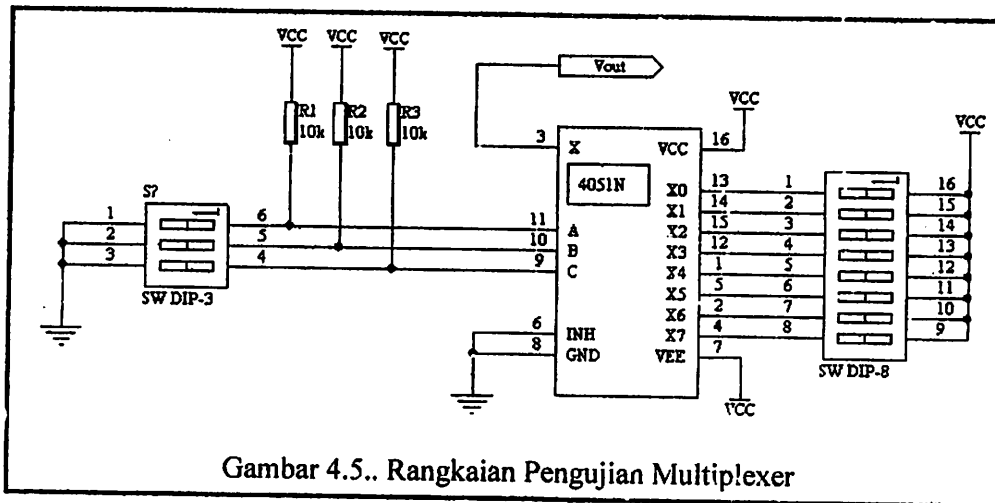 VCC VCC VCC
R1 R2 R3
10k 10k 10k
Vout
VCC
VCC
S?
1 6
2 5
3 4
SW DIP-3
3 X
4051N
VCC 16
11 A
10 B
9 C
6 INH
8 GND
X0 13 1 16
X1 14 2 15
X2 15 3 14
X3 12 4 13
X4 1 5 12
X5 5 6 11
X6 2 7 10
X7 4 8 9
VEE 7
SW DIP-8
VCC
Gambar 4.5.. Rangkaian Pengujian Multiplexer